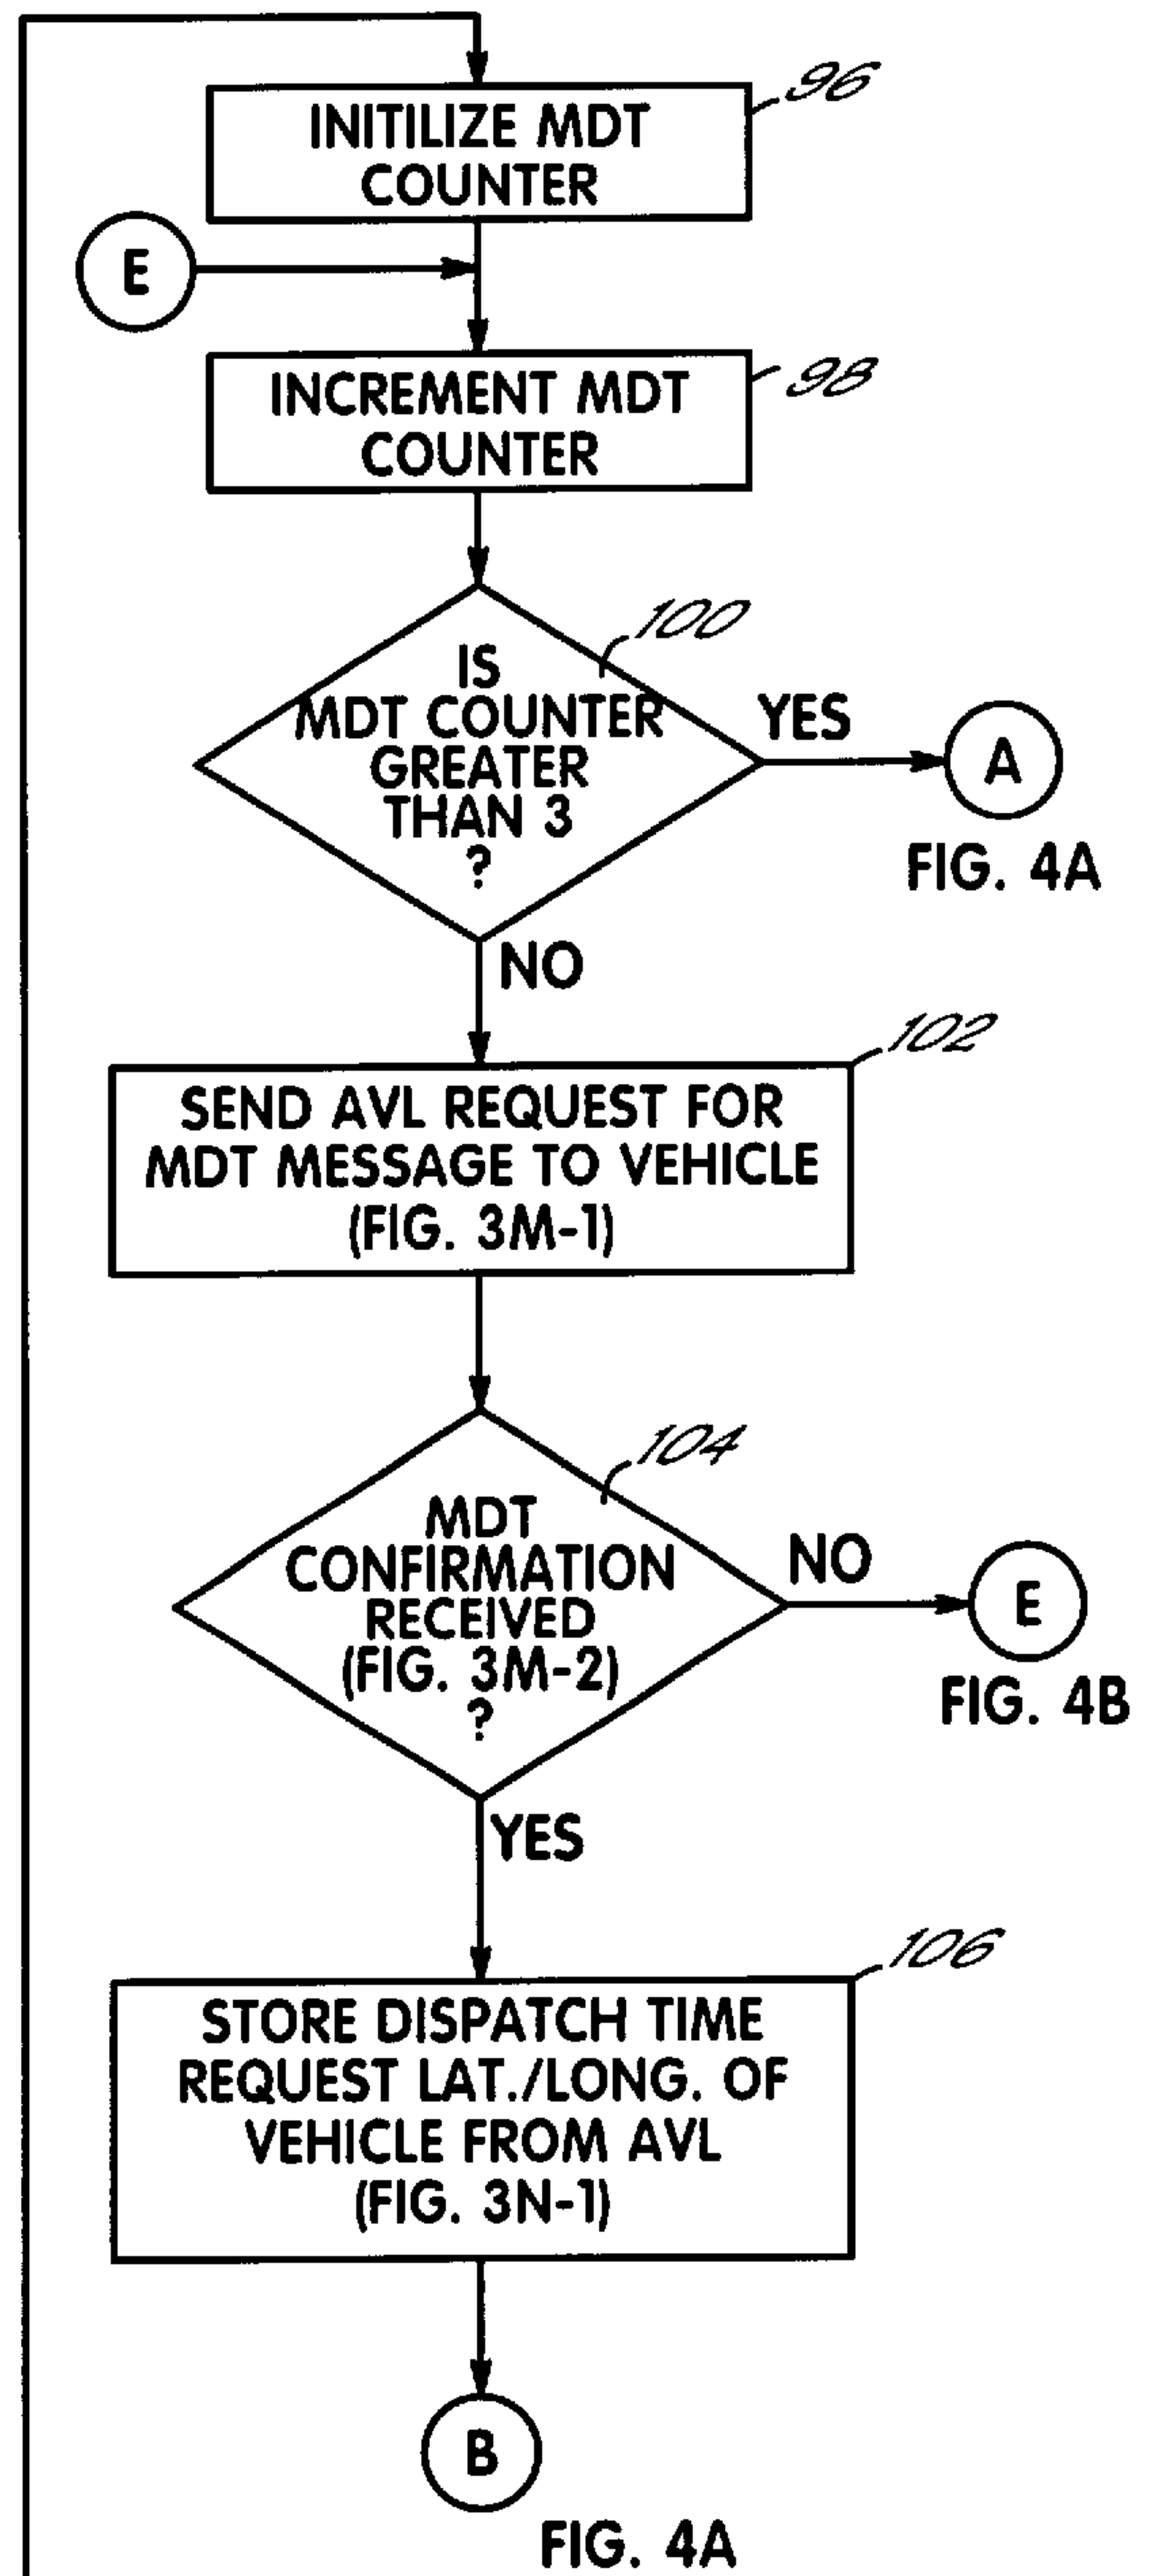 96
INITILIZE MDT
COUNTER
E
98
INCREMENT MDT
COUNTER
100
IS
MDT COUNTER
GREATER
THAN 3
?
YES
A
FIG. 4A
NO
102
SEND AVL REQUEST FOR
MDT MESSAGE TO VEHICLE
(FIG. 3M-1)
104
MDT
CONFIRMATION
RECEIVED
(FIG. 3M-2)
?
NO
E
FIG. 4B
YES
106
STORE DISPATCH TIME
REQUEST LAT./LONG. OF
VEHICLE FROM AVL
(FIG. 3N-1)
B
FIG. 4A